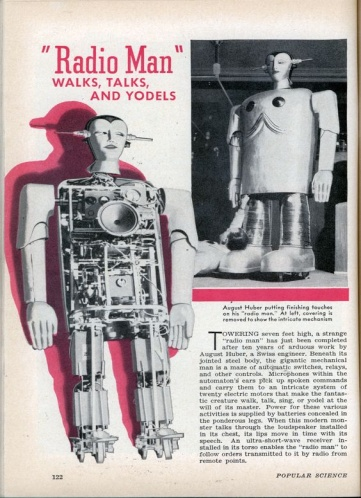 "Radio Man"
WALKS, TALKS,
AND YODELS
August Huber putting finishing touches
on his "radio man." At left, covering is
removed to show the intricate mechanism
TOWERING seven feet high, a strange
"radio man" has just been completed
after ten years of arduous work by
August Huber, a Swiss engineer. Beneath its
jointed steel body, the gigantic mechanical
man is a maze of automatic switches, relays,
and other controls. Microphones within the
automaton's ears pick up spoken commands
and carry them to an intricate system of
twenty electric motors that make the fantas-
tic creature walk, talk, sing, or yodel at the
will of its master. Power for these various
activities is supplied by batteries concealed in
the ponderous legs. When this modern mon-
ster talks through the loudspeaker installed
in its chest, its lips move in time with its
speech. An ultra-short-wave receiver in-
stalled in its torso enables the "radio man" to
follow orders transmitted to it by radio from
remote points.
122
POPULAR SCIENCE